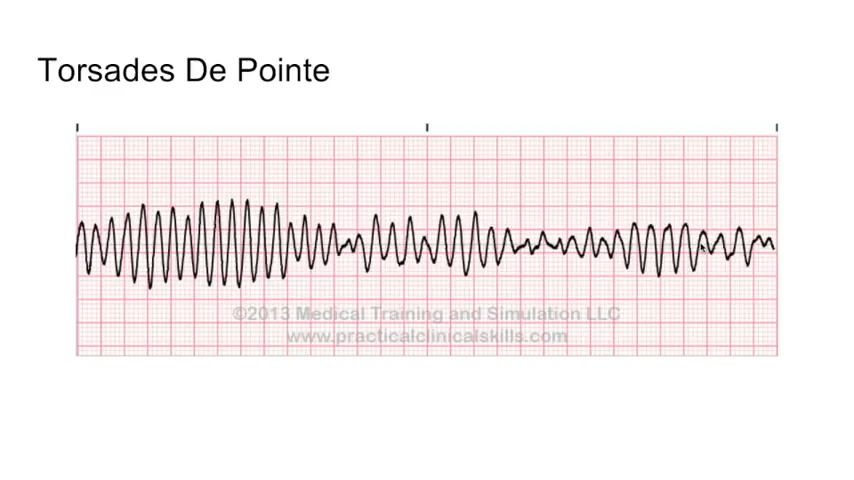 Torsades De Pointe
©2013 Medical Training and Simulation LLC
www.practicalclinicalskills.com